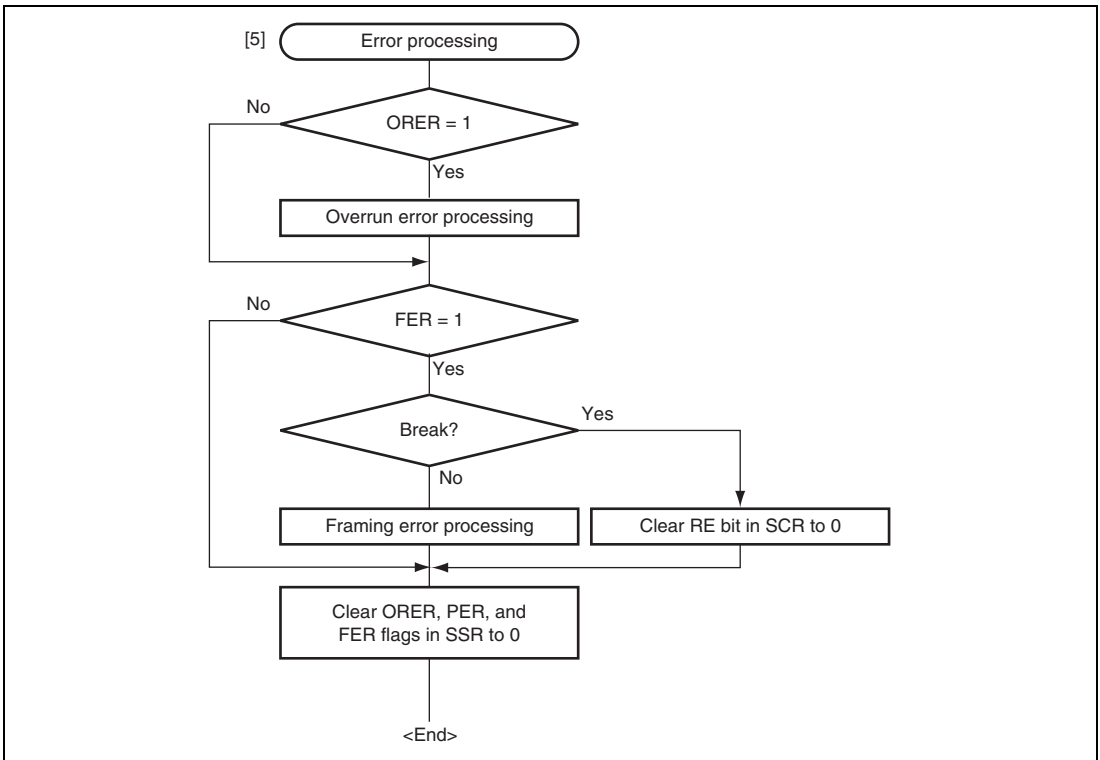 [5] Error processing
No
ORER = 1
Yes
Overrun error processing
No
FER = 1
Yes
Break?
Yes
No
Framing error processing
Clear RE bit in SCR to 0
Clear ORER, PER, and
FER flags in SSR to 0
<End>